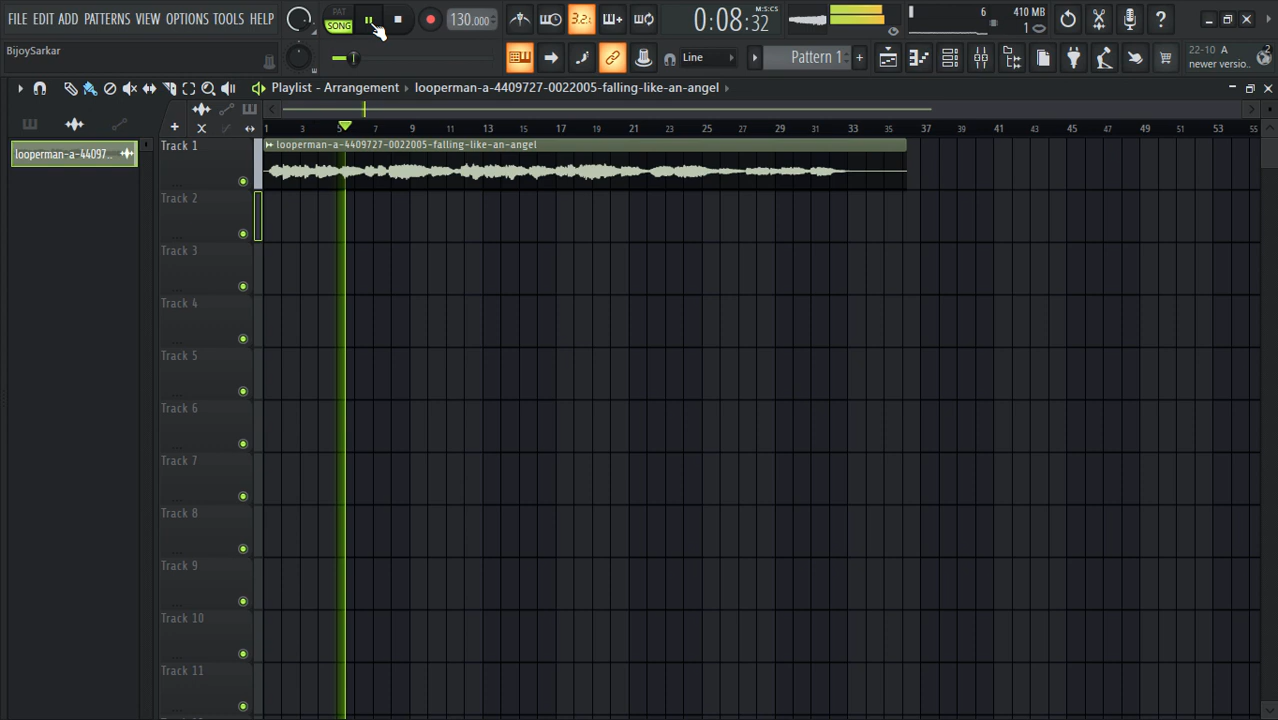 FILE EDIT ADD PATTERNS VIEW OPTIONS TOOLS HELP
PAT
SONG
130.000
3.2
0:08:32
M:S:CS
6
410 MB
1
BijoySarkar
Line
Pattern 1
22-10 A
newer version
2
Playlist - Arrangement looperman-a-4409727-0022005-falling-like-an-angel
1 3 5 7 9 11 13 15 17 19 21 23 25 27 29 31 33 35 37 39 41 43 45 47 49 51 53 55
looperman-a-44097..
Track 1
looperman-a-4409727-0022005-falling-like-an-angel
Track 2
Track 3
Track 4
Track 5
Track 6
Track 7
Track 8
Track 9
Track 10
Track 11